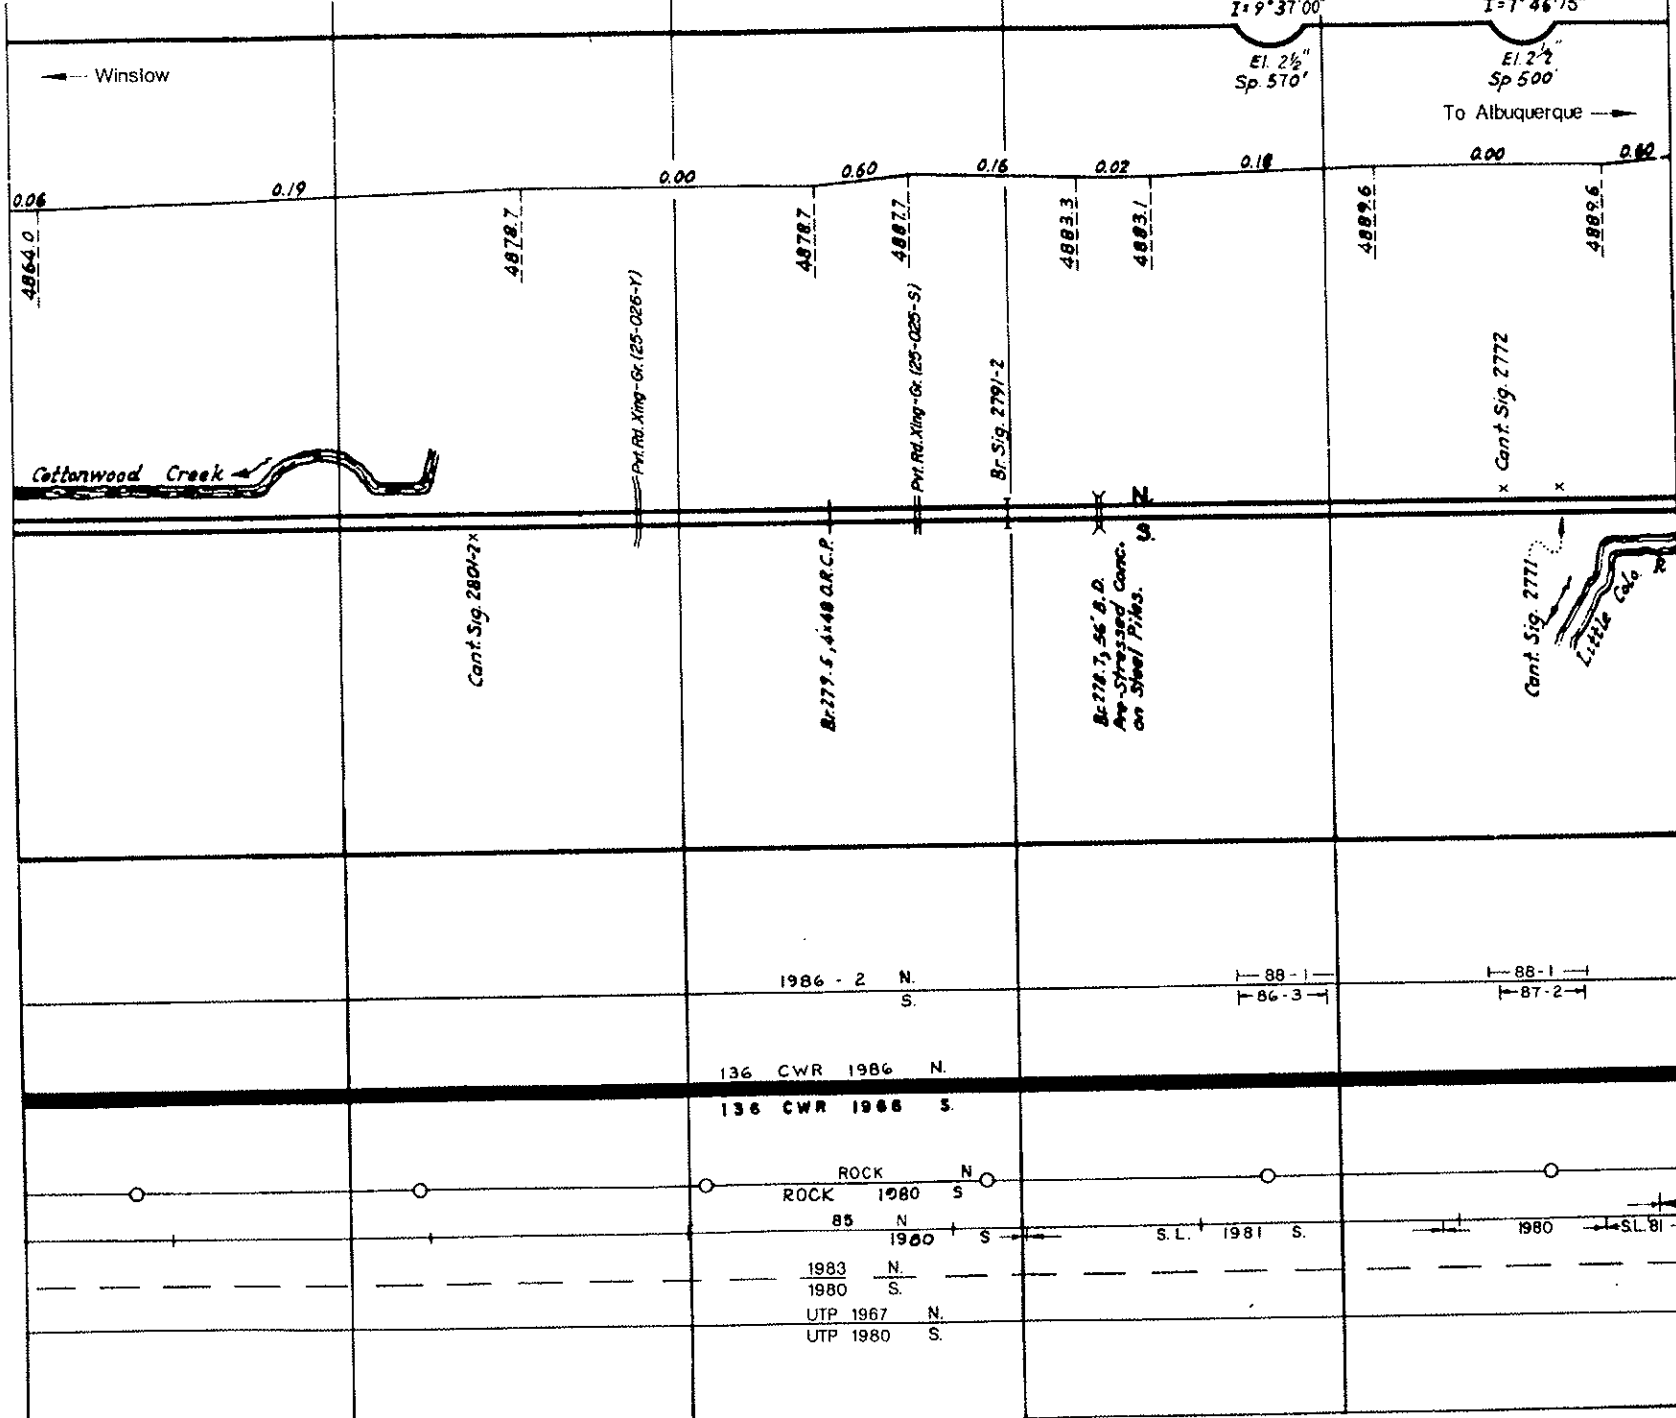 I=9°37'00"
I=7°46'15"
El. 2½"
Sp. 570'
El. 2½"
Sp 500'
Winslow
To Albuquerque
0.06
0.19
0.00
0.60
0.16
0.02
0.18
0.00
4864.0
4878.7
4878.7
4887.7
4883.3
4883.1
4889.6
4889.6
Pvt. Rd. Xing-Gr. (25-026-Y)
Pvt. Rd. Xing-Gr. (25-025-S)
Br. Sig. 2791-2
x Cant. Sig. 2772
x
Cottonwood Creek
N.
S.
Cant. Sig. 2801-2x
Br. 279.5, 4x48 O.R.C.P.
Br. 278.7, 56' B.D.
Pre-Stressed Conc.
on Steel Piles.
Cant. Sig. 2771
Little Colo. R
1986 - 2 N.
S.
88-1
86-3
88-1
87-2
136 CWR 1986 N.
136 CWR 1966 S.
ROCK N
ROCK 1980 S
85 N
1980 S
S.L. 1981 S.
1980
S.L. 81
1983 N.
1980 S.
UTP 1967 N.
UTP 1980 S.